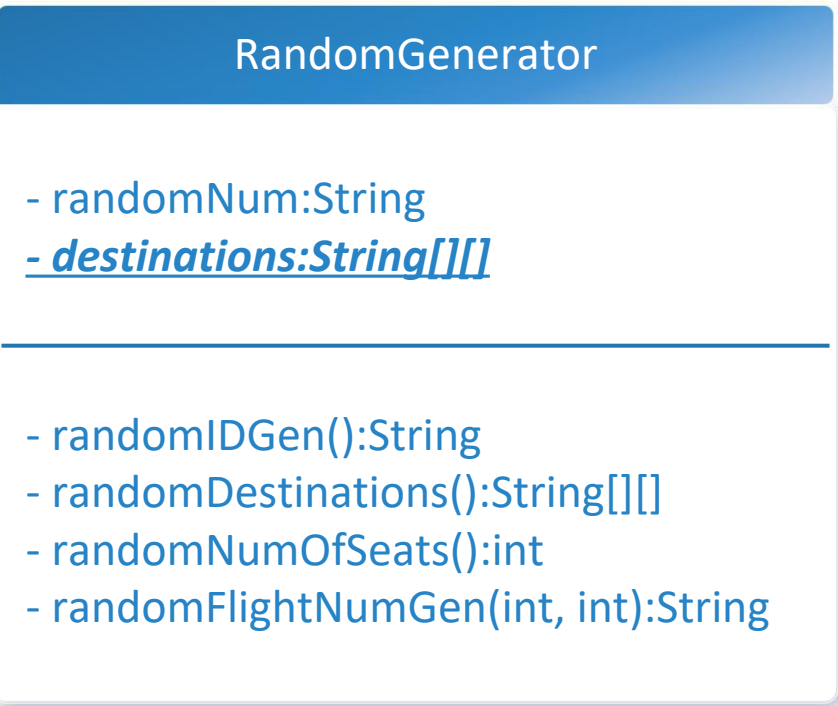 RandomGenerator
- randomNum:String
- destinations:String[][]
- randomIDGen():String
- randomDestinations():String[][]
- randomNumOfSeats():int
- randomFlightNumGen(int, int):String